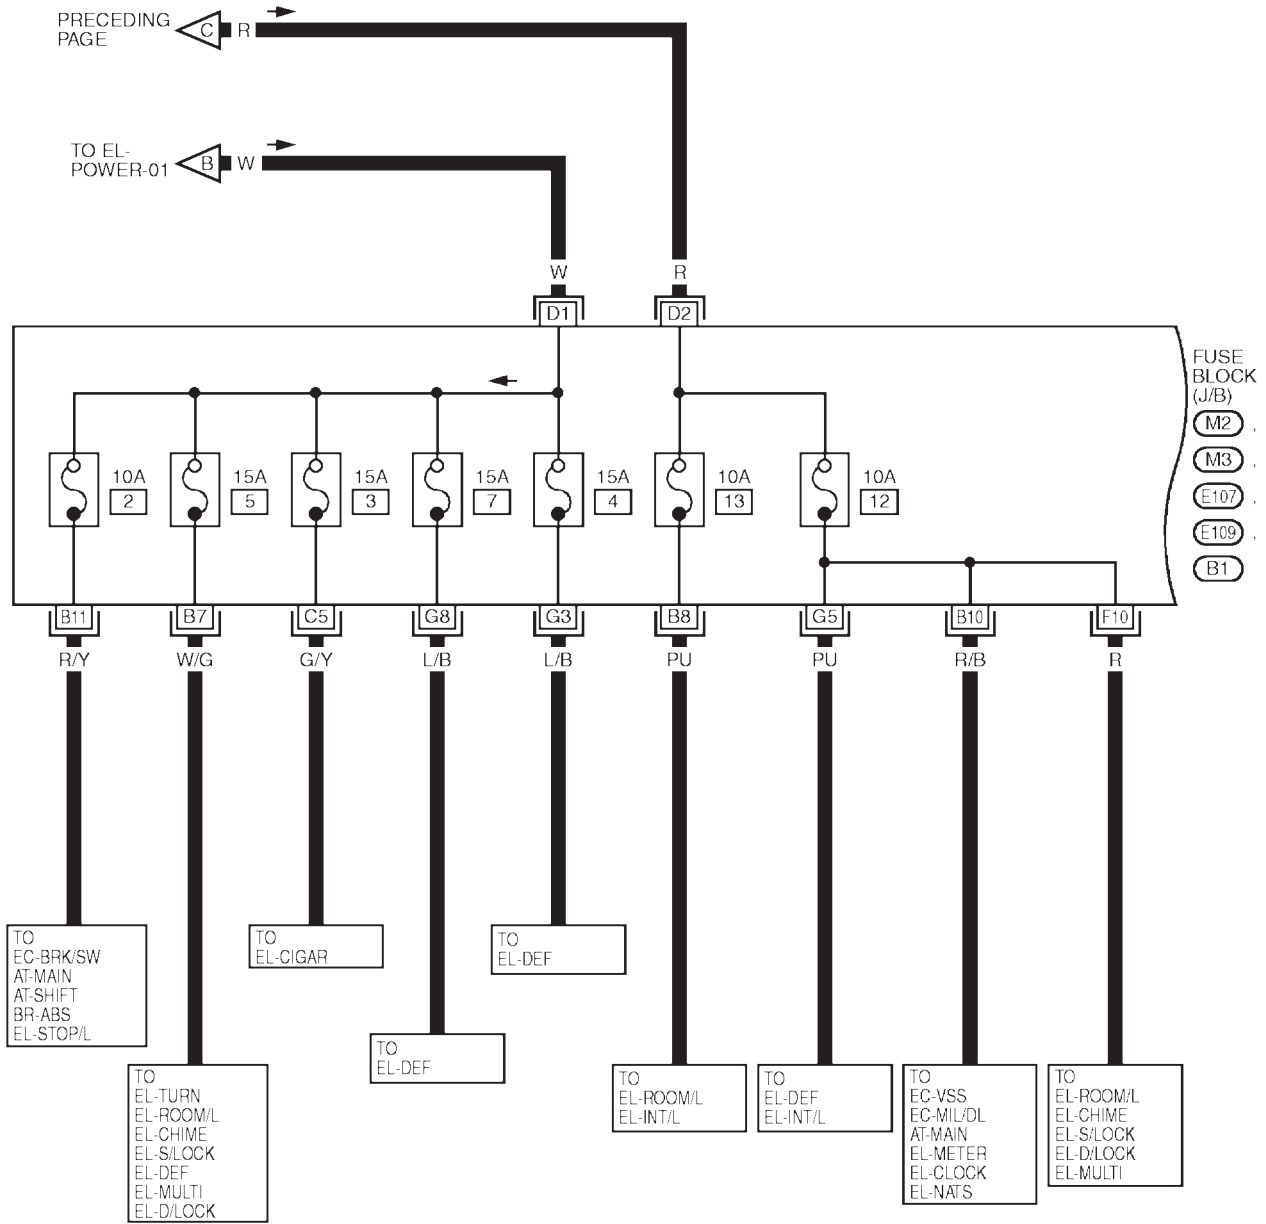 PRECEDING
PAGE
C R
TO EL-
POWER-01
B W
W R
D1 D2
FUSE
BLOCK
(J/B)
M2 ,
M3 ,
E107 ,
E109 ,
B1
10A 15A 15A 15A 15A 10A 10A
2 5 3 7 4 13 12
B11 B7 C5 G8 G3 B8 G5 B10 F10
R/Y W/G G/Y L/B L/B PU PU R/B R
TO
EC-BRK/SW
AT-MAIN
AT-SHIFT
BR-ABS
EL-STOP/L
TO
EL-TURN
EL-ROOM/L
EL-CHIME
EL-S/LOCK
EL-DEF
EL-MULTI
EL-D/LOCK
TO
EL-CIGAR
TO
EL-DEF
TO
EL-DEF
TO
EL-ROOM/L
EL-INT/L
TO
EL-DEF
EL-INT/L
TO
EC-VSS
EC-MIL/DL
AT-MAIN
EL-METER
EL-CLOCK
EL-NATS
TO
EL-ROOM/L
EL-CHIME
EL-S/LOCK
EL-D/LOCK
EL-MULTI